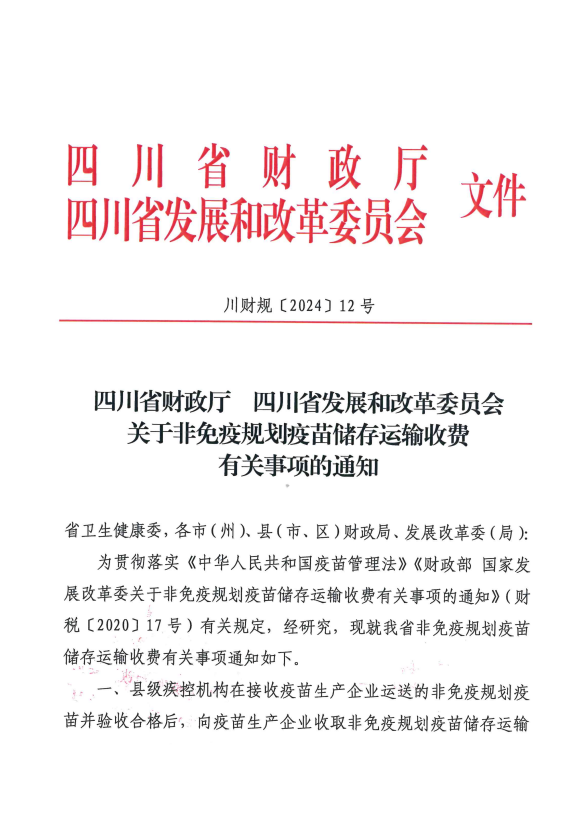 四川省财政厅
四川省发展和改革委员会
文件
川财规〔2024〕12号
四川省财政厅 四川省发展和改革委员会
关于非免疫规划疫苗储存运输收费
有关事项的通知
省卫生健康委，各市(州)、县(市、区)财政局、发展改革委(局)：
为贯彻落实《中华人民共和国疫苗管理法》《财政部 国家发
展改革委关于非免疫规划疫苗储存运输收费有关事项的通知》(财
税〔2020〕17号)有关规定，经研究，现就我省非免疫规划疫苗
储存运输收费有关事项通知如下。
一、县级疾控机构在接收疫苗生产企业运送的非免疫规划疫
苗并验收合格后，向疫苗生产企业收取非免疫规划疫苗储存运输